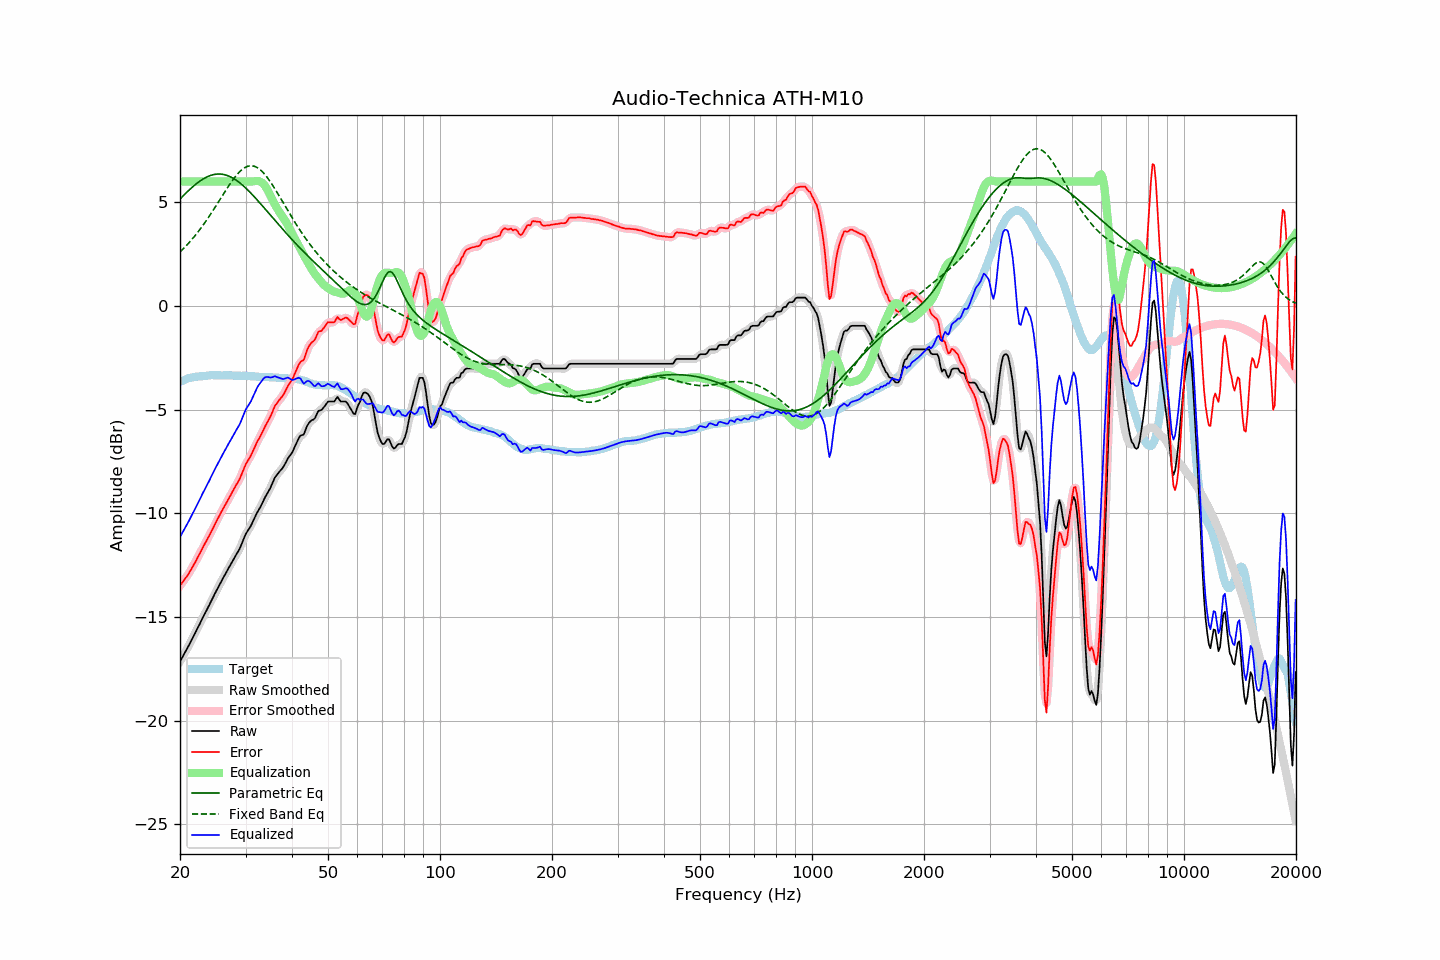 Audio-Technica ATH-M10
Amplitude (dBr)
5
0
−5
−10
−15
−20
−25
Target
Raw Smoothed
Error Smoothed
Raw
Error
Equalization
Parametric Eq
Fixed Band Eq
Equalized
20 50 100 200 500 1000 2000 5000 10000 20000
Frequency (Hz)